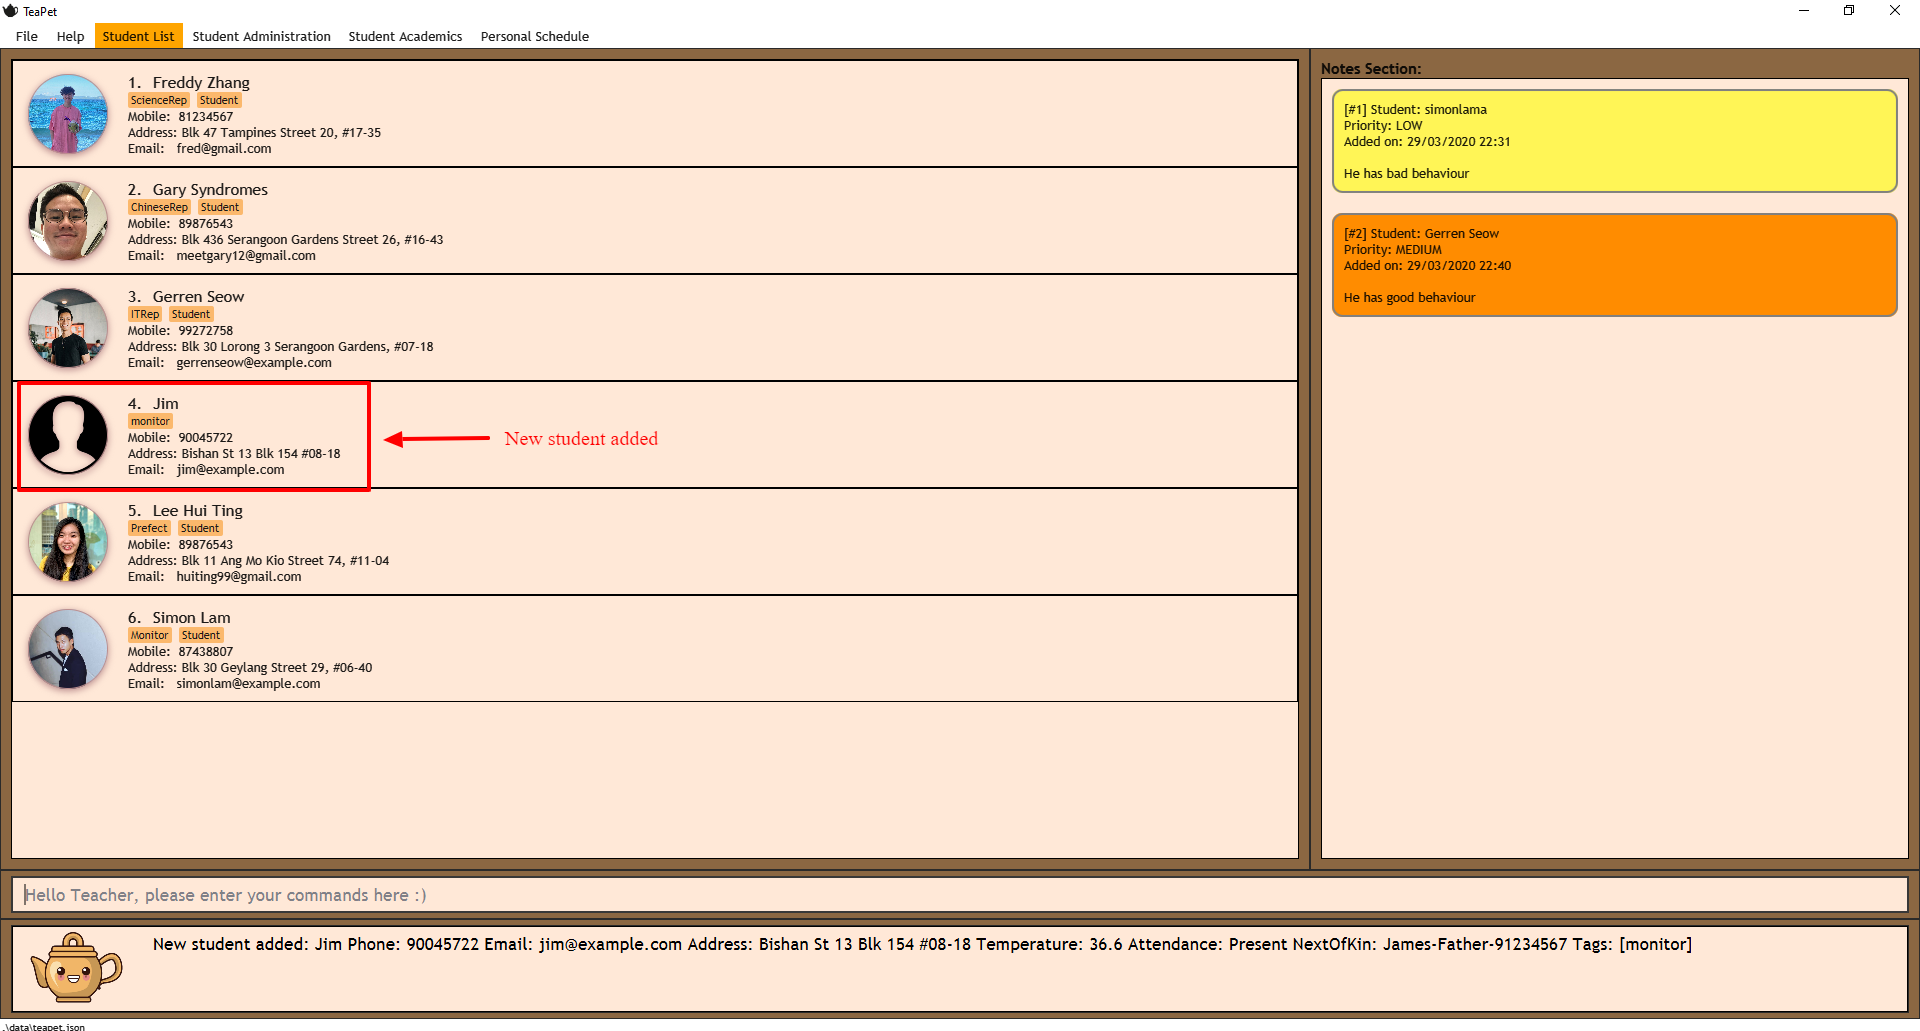 TeaPet
File Help Student List Student Administration Student Academics Personal Schedule
1. Freddy Zhang
ScienceRep Student
Mobile: 81234567
Address: Blk 47 Tampines Street 20, #17-35
Email: fred@gmail.com
2. Gary Syndromes
ChineseRep Student
Mobile: 89876543
Address: Blk 436 Serangoon Gardens Street 26, #16-43
Email: meetgary12@gmail.com
3. Gerren Seow
ITRep Student
Mobile: 99272758
Address: Blk 30 Lorong 3 Serangoon Gardens, #07-18
Email: gerrenseow@example.com
4. Jim
monitor
Mobile: 90045722
Address: Bishan St 13 Blk 154 #08-18
Email: jim@example.com
New student added
5. Lee Hui Ting
Prefect Student
Mobile: 89876543
Address: Blk 11 Ang Mo Kio Street 74, #11-04
Email: huiting99@gmail.com
6. Simon Lam
Monitor Student
Mobile: 87438807
Address: Blk 30 Geylang Street 29, #06-40
Email: simonlam@example.com
Notes Section:
[#1] Student: simonlama
Priority: LOW
Added on: 29/03/2020 22:31
He has bad behaviour
[#2] Student: Gerren Seow
Priority: MEDIUM
Added on: 29/03/2020 22:40
He has good behaviour
Hello Teacher, please enter your commands here :)
New student added: Jim Phone: 90045722 Email: jim@example.com Address: Bishan St 13 Blk 154 #08-18 Temperature: 36.6 Attendance: Present NextOfKin: James-Father-91234567 Tags: [monitor]
.\data\teapet.json